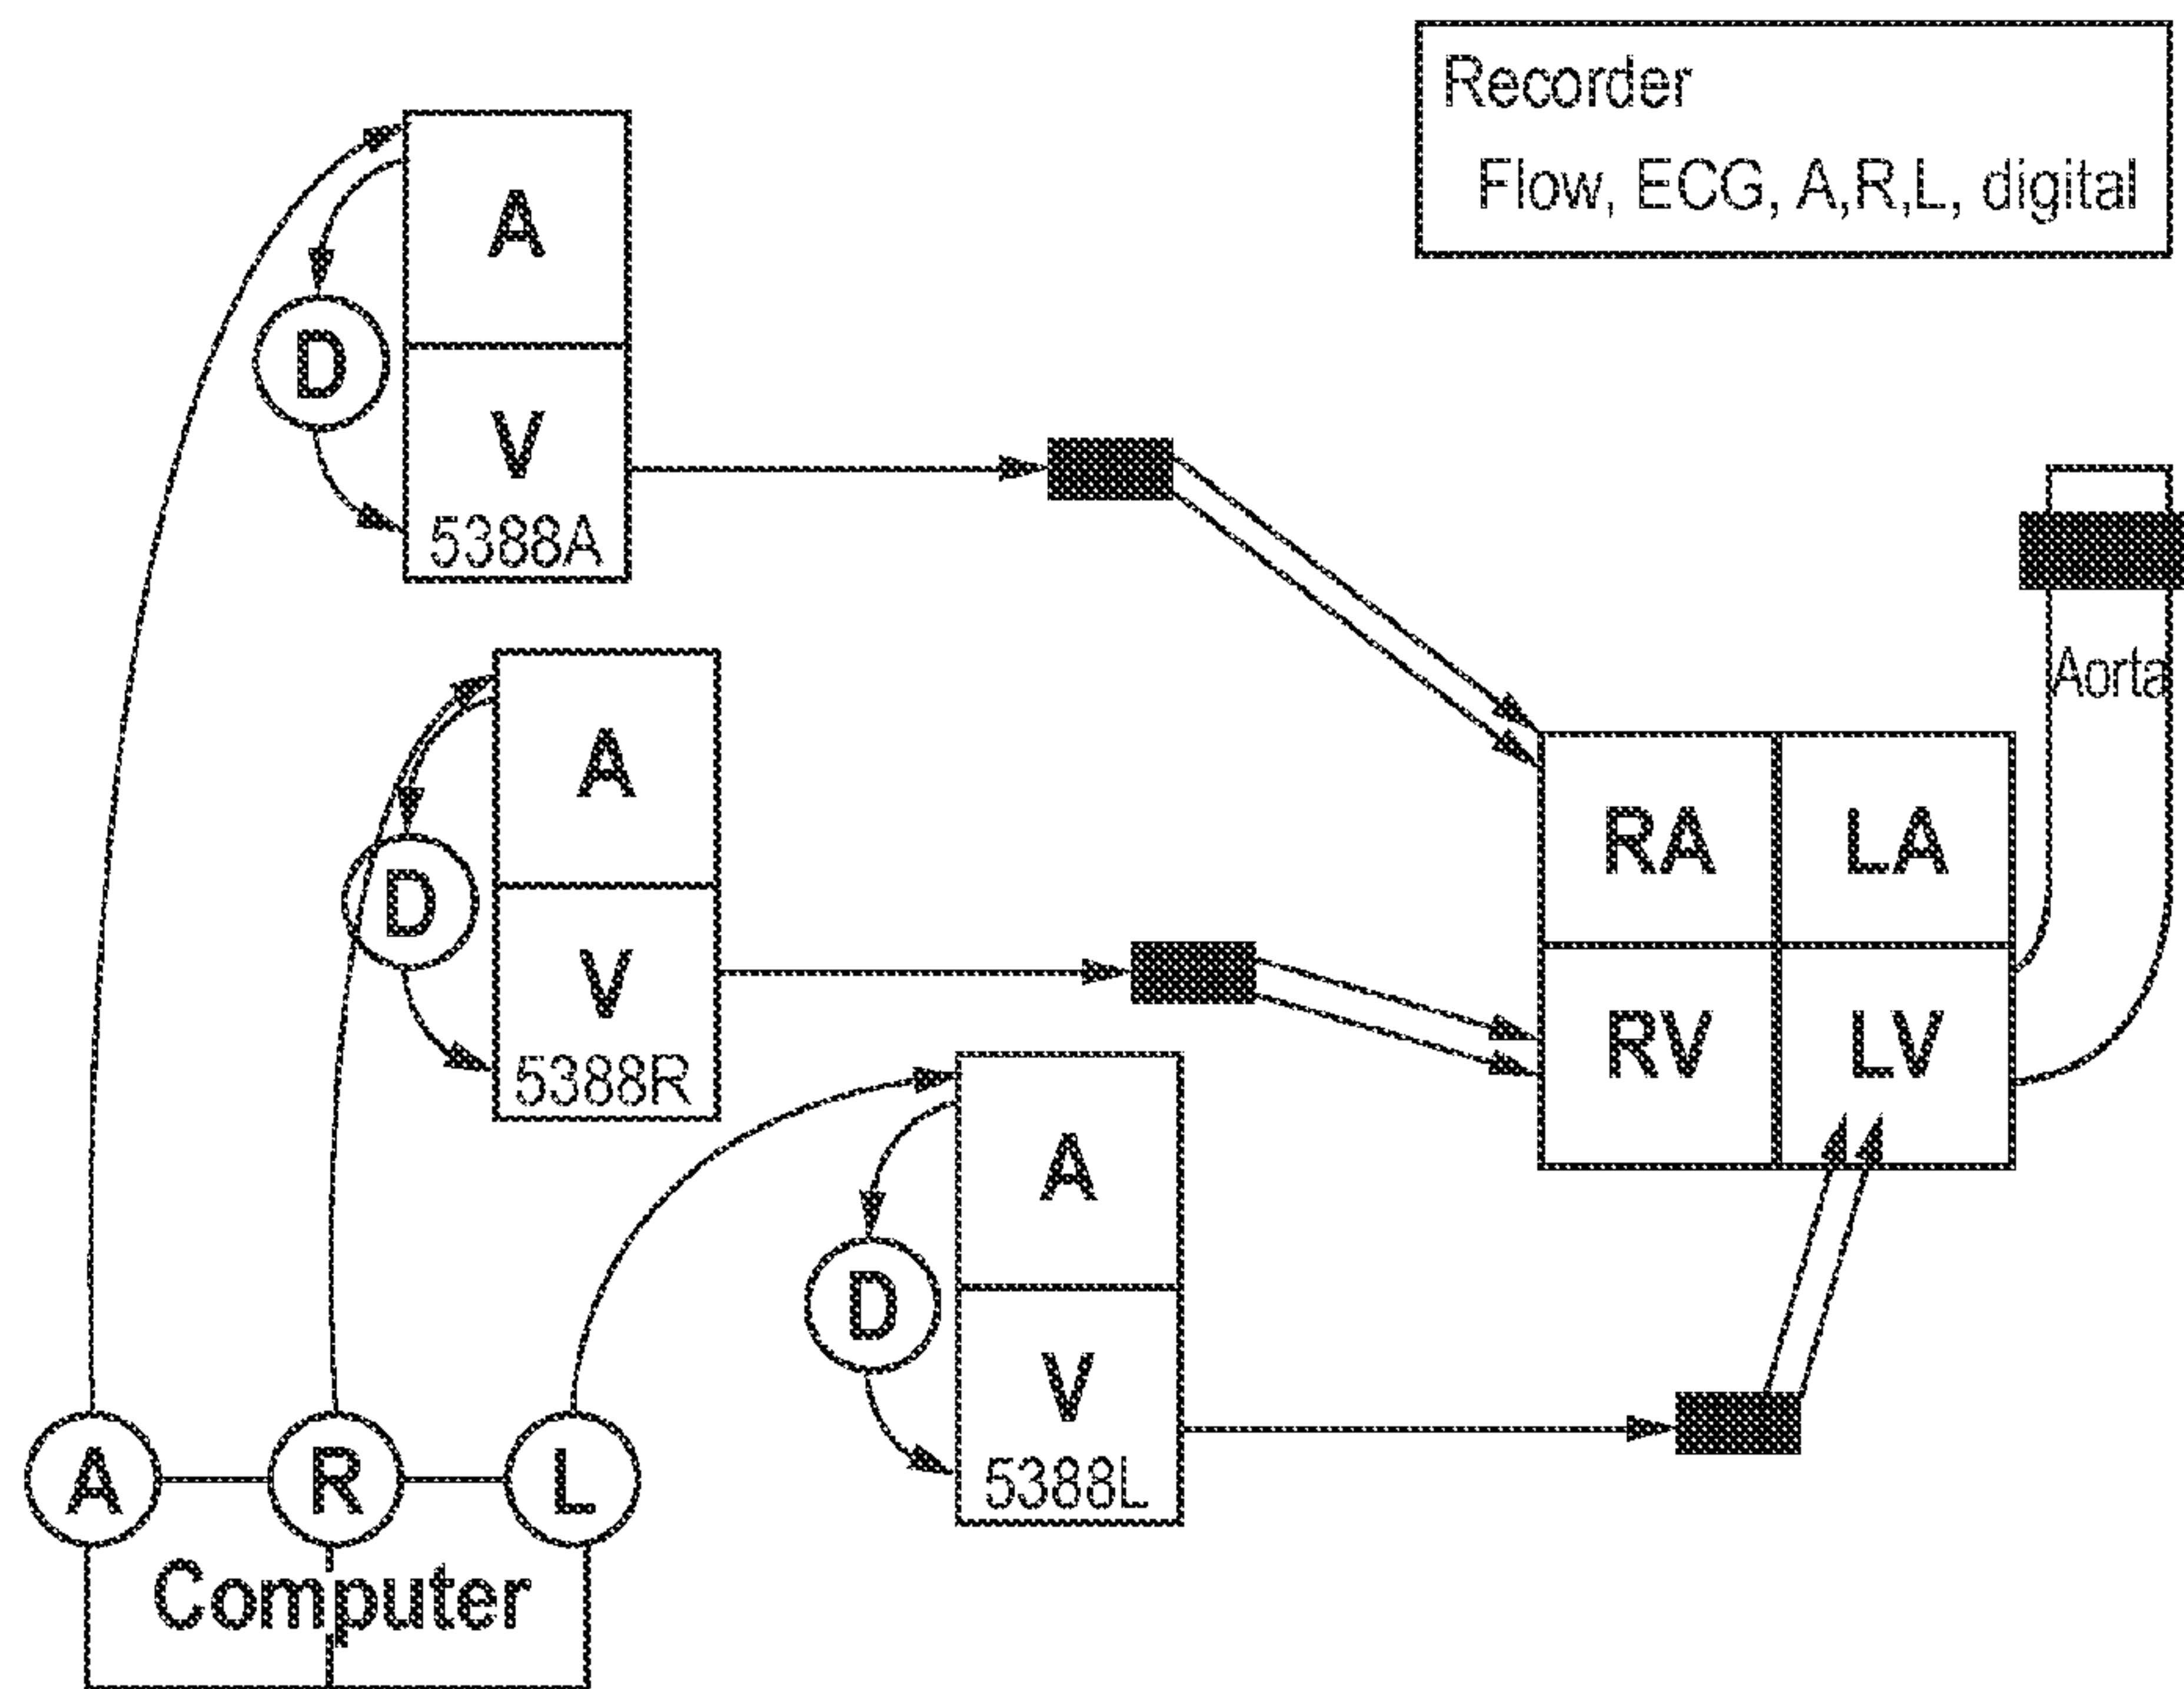 Recorder
Flow, ECG, A,R,L, digital
A
D
V
5388A
Aorta
A
D
V
5388R
RA LA
RV LV
A
D
V
5388L
A R L
Computer